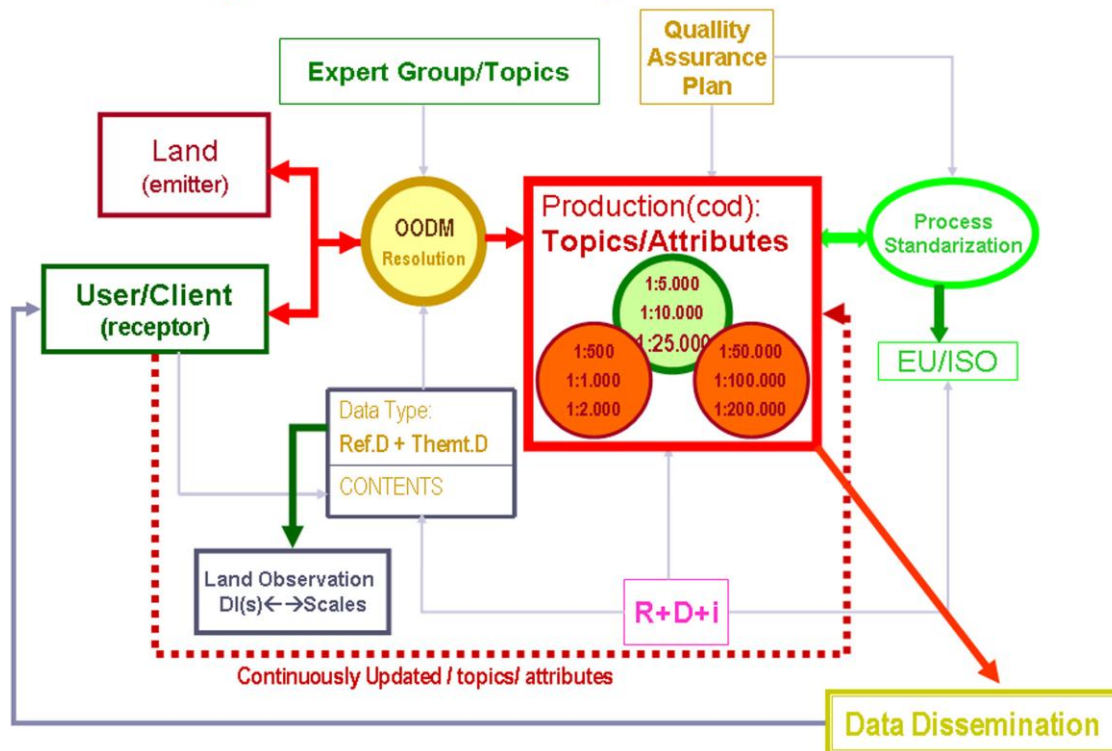 Quallity
Assurance
Plan
Expert Group/Topics
Land
(emitter)
OODM
Resolution
Production(cod):
Topics/Attributes
Process
Standarization
User/Client
(receptor)
1:5.000
1:10.000
1:25.000
1:500
1:1.000
1:2.000
1:50.000
1:100.000
1:200.000
EU/ISO
Data Type:
Ref.D + Themt.D
CONTENTS
Land Observation
DI(s)←→Scales
R+D+i
Continuously Updated / topics/ attributes
Data Dissemination